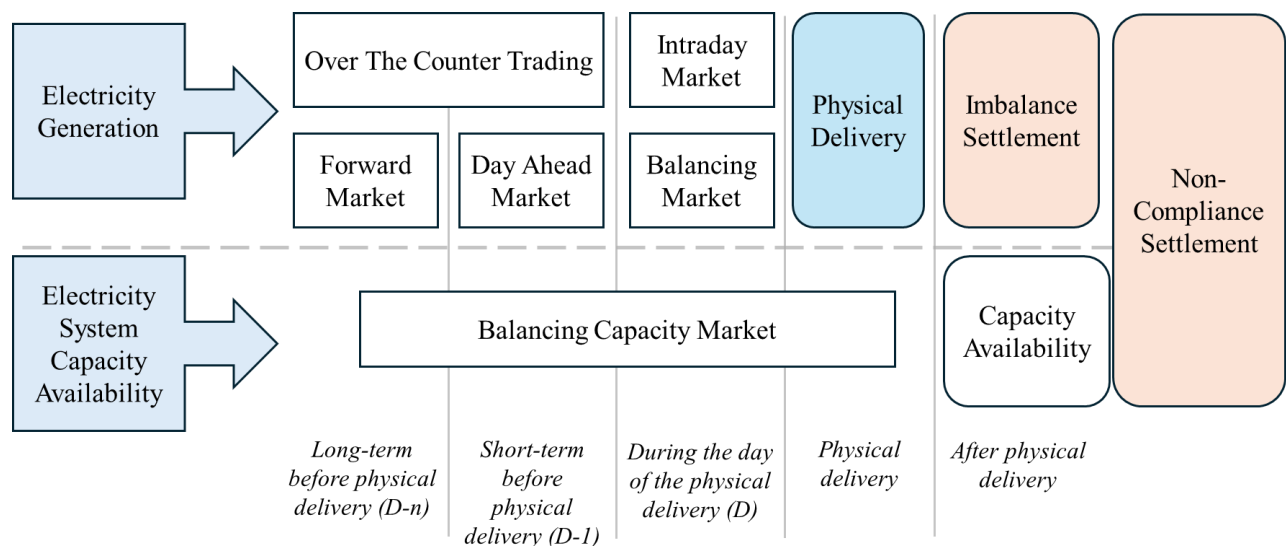 Electricity
Generation
Over The Counter Trading
Intraday
Market
Forward
Market
Day Ahead
Market
Balancing
Market
Physical
Delivery
Imbalance
Settlement
Non-
Compliance
Settlement
Electricity
System
Capacity
Availability
Balancing Capacity Market
Capacity
Availability
Long-term
before physical
delivery (D-n)
Short-term
before
physical
delivery (D-1)
During the day
of the physical
delivery (D)
Physical
delivery
After physical
delivery